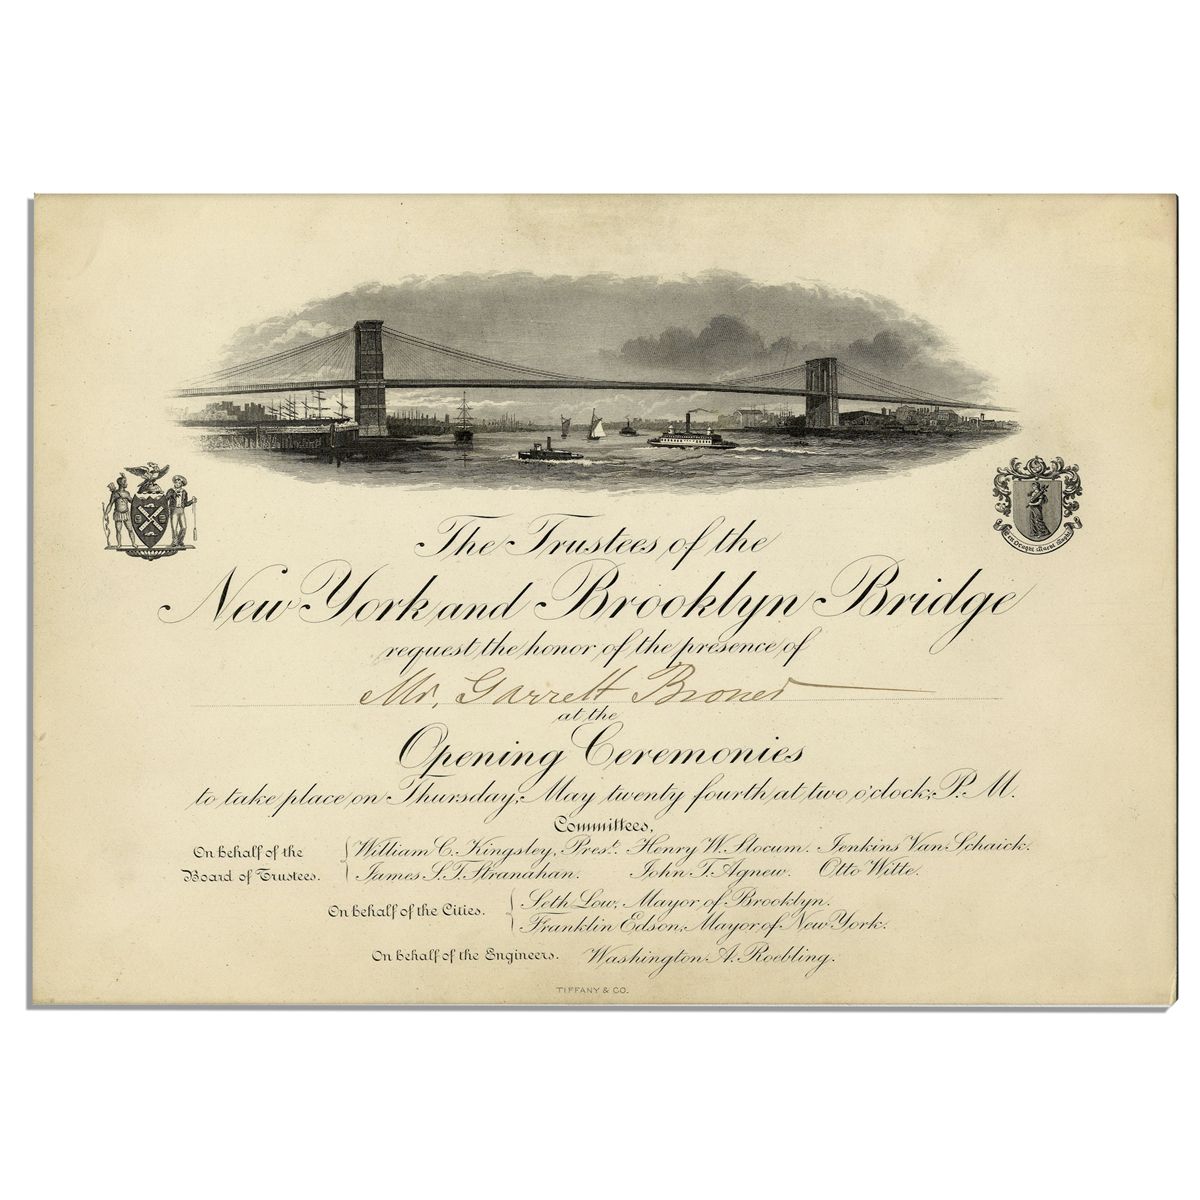 The Trustees of the
New York and Brooklyn Bridge
request the honor of the presence of
Mr. Garrett
at the
Opening Ceremonies
to take place on Thursday, May twenty fourth at two o'clock, P. M.
Committees,
On behalf of the Board of Trustees. William C. Kingsley, Prest. Henry W. Slocum. Jenkins Van Schaick.
James S. T. Stranahan. John T. Agnew. Otto Witte.
On behalf of the Cities. Seth Low, Mayor of Brooklyn.
Franklin Edson, Mayor of New York.
On behalf of the Engineers. Washington A. Roebling.
TIFFANY & CO.